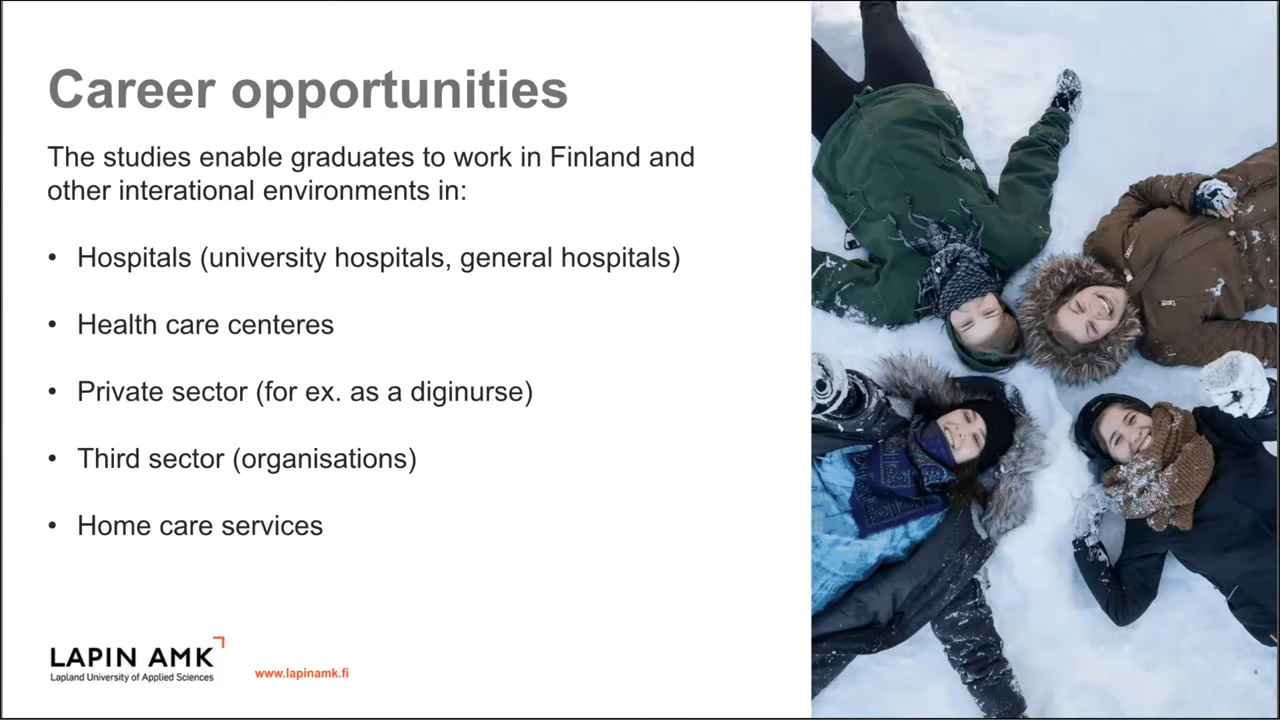 Career opportunities
The studies enable graduates to work in Finland and
other interational environments in:
• Hospitals (university hospitals, general hospitals)
• Health care centeres
• Private sector (for ex. as a diginurse)
• Third sector (organisations)
• Home care services
LAPIN AMK
Lapland University of Applied Sciences
www.lapinamk.fi